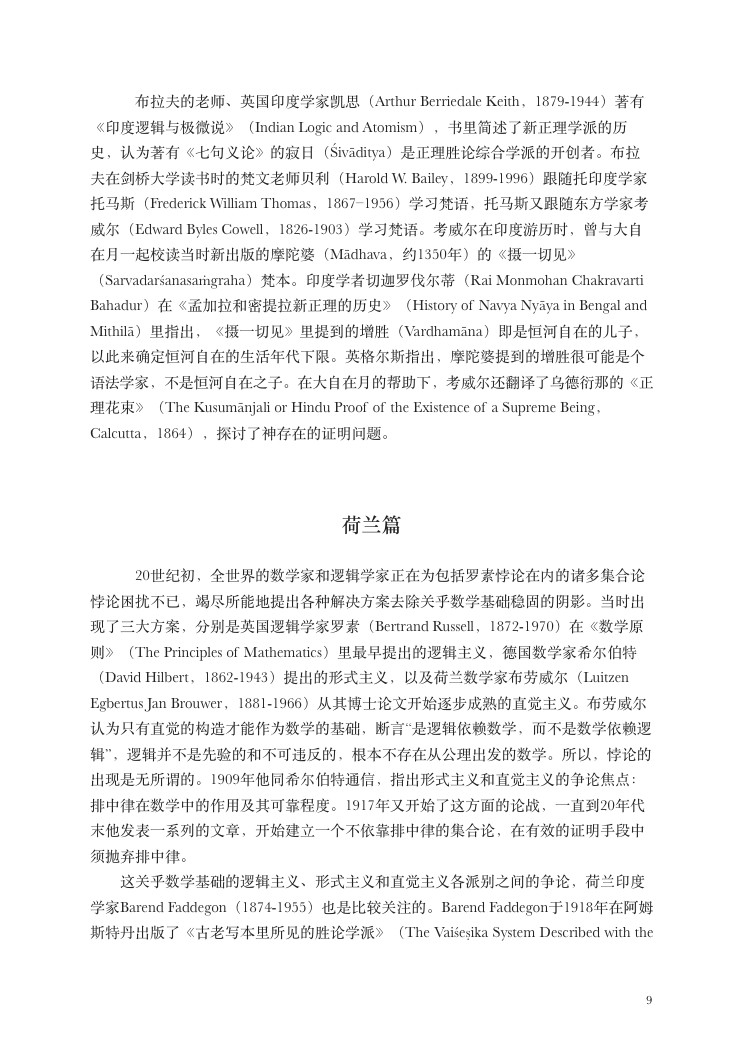 布拉夫的老师、英国印度学家凯思（Arthur Berriedale Keith，1879-1944）著有
《印度逻辑与极微说》（Indian Logic and Atomism），书里简述了新正理学派的历
史，认为著有《七句义论》的寂日（Śivāditya）是正理胜论综合学派的开创者。布拉
夫在剑桥大学读书时的梵文老师贝利（Harold W. Bailey，1899-1996）跟随托印度学家
托马斯（Frederick William Thomas，1867–1956）学习梵语，托马斯又跟随东方学家考
威尔（Edward Byles Cowell，1826-1903）学习梵语。考威尔在印度游历时，曾与大自
在月一起校读当时新出版的摩陀婆（Mādhava，约1350年）的《摄一切见》
（Sarvadarśanasaṁgraha）梵本。印度学者切迦罗伐尔蒂（Rai Monmohan Chakravarti
Bahadur）在《孟加拉和密提拉新正理的历史》（History of Navya Nyāya in Bengal and
Mithilā）里指出，《摄一切见》里提到的增胜（Vardhamāna）即是恒河自在的儿子，
以此来确定恒河自在的生活年代下限。英格尔斯指出，摩陀婆提到的增胜很可能是个
语法学家，不是恒河自在之子。在大自在月的帮助下，考威尔还翻译了乌德衍那的《正
理花束》（The Kusumānjali or Hindu Proof of the Existence of a Supreme Being，
Calcutta，1864），探讨了神存在的证明问题。
荷兰篇
20世纪初，全世界的数学家和逻辑学家正在为包括罗素悖论在内的诸多集合论
悖论困扰不已，竭尽所能地提出各种解决方案去除关乎数学基础稳固的阴影。当时出
现了三大方案，分别是英国逻辑学家罗素（Bertrand Russell，1872-1970）在《数学原
则》（The Principles of Mathematics）里最早提出的逻辑主义，德国数学家希尔伯特
（David Hilbert，1862-1943）提出的形式主义，以及荷兰数学家布劳威尔（Luitzen
Egbertus Jan Brouwer，1881-1966）从其博士论文开始逐步成熟的直觉主义。布劳威尔
认为只有直觉的构造才能作为数学的基础，断言“是逻辑依赖数学，而不是数学依赖逻
辑”，逻辑并不是先验的和不可违反的，根本不存在从公理出发的数学。所以，悖论的
出现是无所谓的。1909年他同希尔伯特通信，指出形式主义和直觉主义的争论焦点：
排中律在数学中的作用及其可靠程度。1917年又开始了这方面的论战，一直到20年代
末他发表一系列的文章，开始建立一个不依靠排中律的集合论，在有效的证明手段中
须抛弃排中律。
这关乎数学基础的逻辑主义、形式主义和直觉主义各派别之间的争论，荷兰印度
学家Barend Faddegon（1874-1955）也是比较关注的。Barend Faddegon于1918年在阿姆
斯特丹出版了《古老写本里所见的胜论学派》（The Vaiśeṣika System Described with the
9